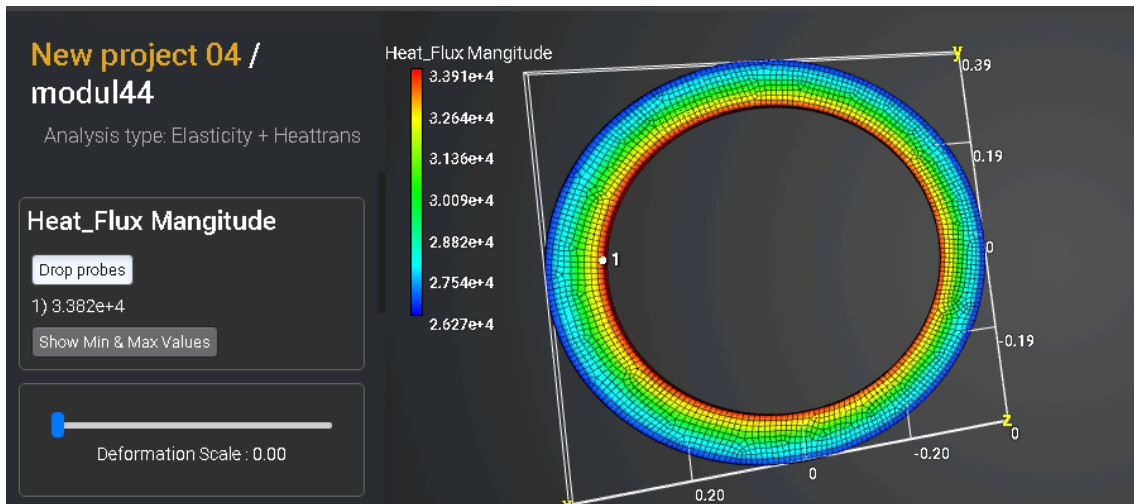 New project 04 /
modul44
Analysis type: Elasticity + Heattrans
Heat_Flux Mangitude
Drop probes
1) 3.382e+4
Show Min & Max Values
Deformation Scale : 0.00
Heat_Flux Mangitude
3.391e+4
3.264e+4
3.136e+4
3.009e+4
2.882e+4
2.754e+4
2.627e+4
1
y
0.39
0.19
0
-0.19
z
0
-0.20
0
0.20